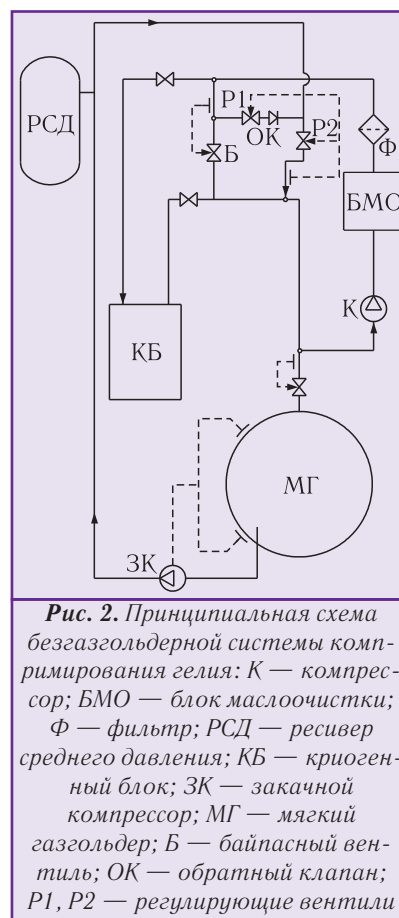 Р1
РСД
Р2
ОК
Ф
Б
БМО
К
КБ
МГ
ЗК
Рис. 2. Принципиальная схема
безгазгольдерной системы комп-
римирования гелия: К — компрес-
сор; БМО — блок маслоочистки;
Ф — фильтр; РСД — ресивер
среднего давления; КБ — криоген-
ный блок; ЗК — закачной
компрессор; МГ — мягкий
газгольдер; Б — байпасный вен-
тиль; ОК — обратный клапан;
Р1, Р2 — регулирующие вентили